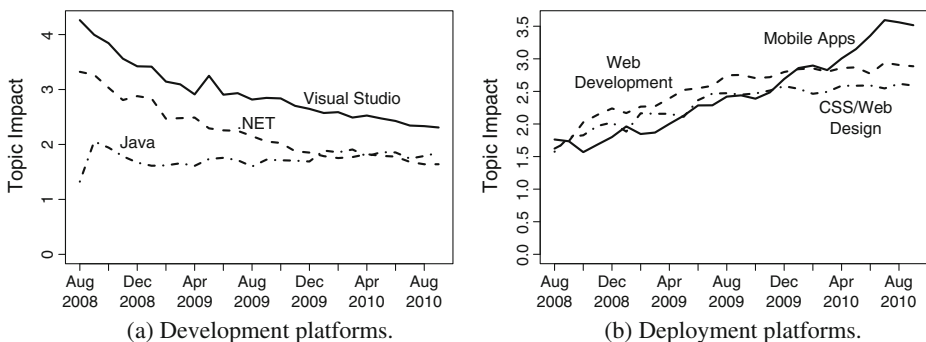 Topic Impact
4
3
2
1
0
Visual Studio
.NET
Java
Aug 2008
Dec 2008
Apr 2009
Aug 2009
Dec 2009
Apr 2010
Aug 2010
(a) Development platforms.
Topic Impact
3.5
3.0
2.5
2.0
1.5
1.0
0.5
0.0
Mobile Apps
Web
Development
CSS/Web
Design
Aug 2008
Dec 2008
Apr 2009
Aug 2009
Dec 2009
Apr 2010
Aug 2010
(b) Deployment platforms.